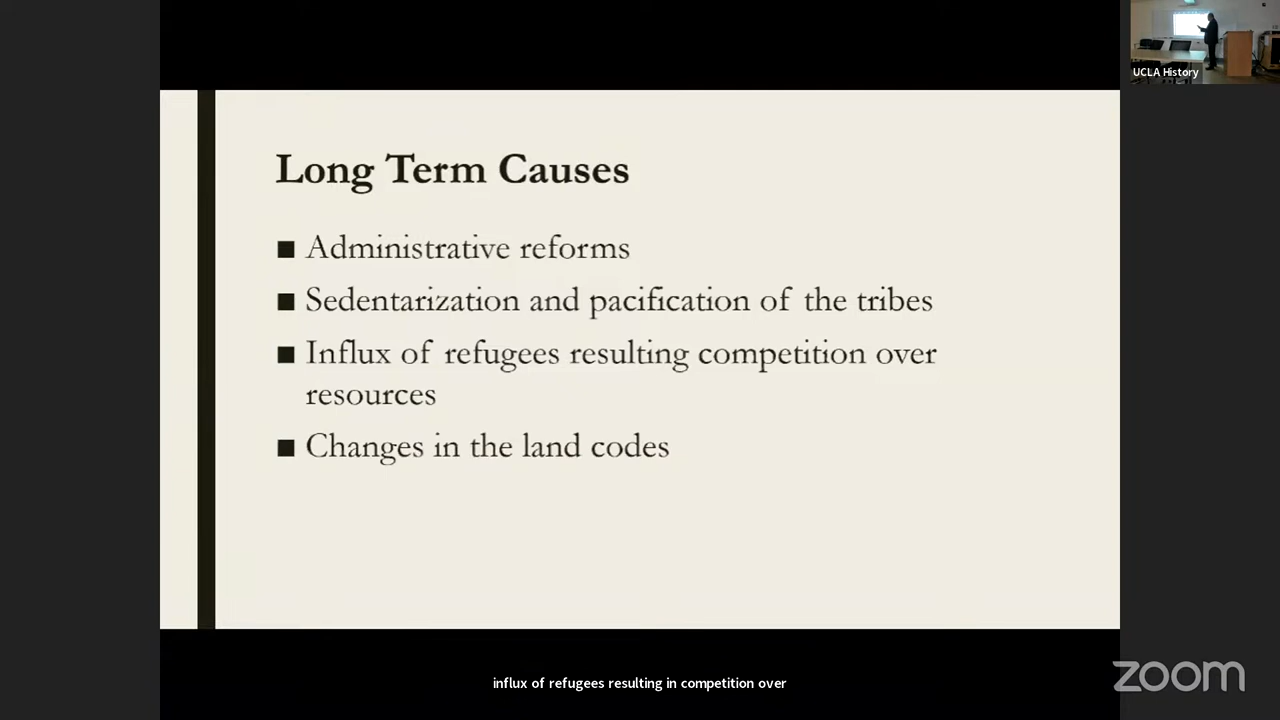 UCLA History
Long Term Causes
■ Administrative reforms
■ Sedentarization and pacification of the tribes
■ Influx of refugees resulting competition over
resources
■ Changes in the land codes
influx of refugees resulting in competition over
zoom